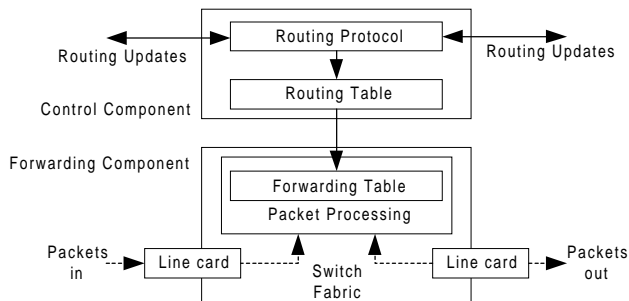 Routing Protocol
Routing Updates
Routing Updates
Routing Table
Control Component
Forwarding Component
Forwarding Table
Packet Processing
Packets
in
Line card
Switch
Fabric
Line card
Packets
out